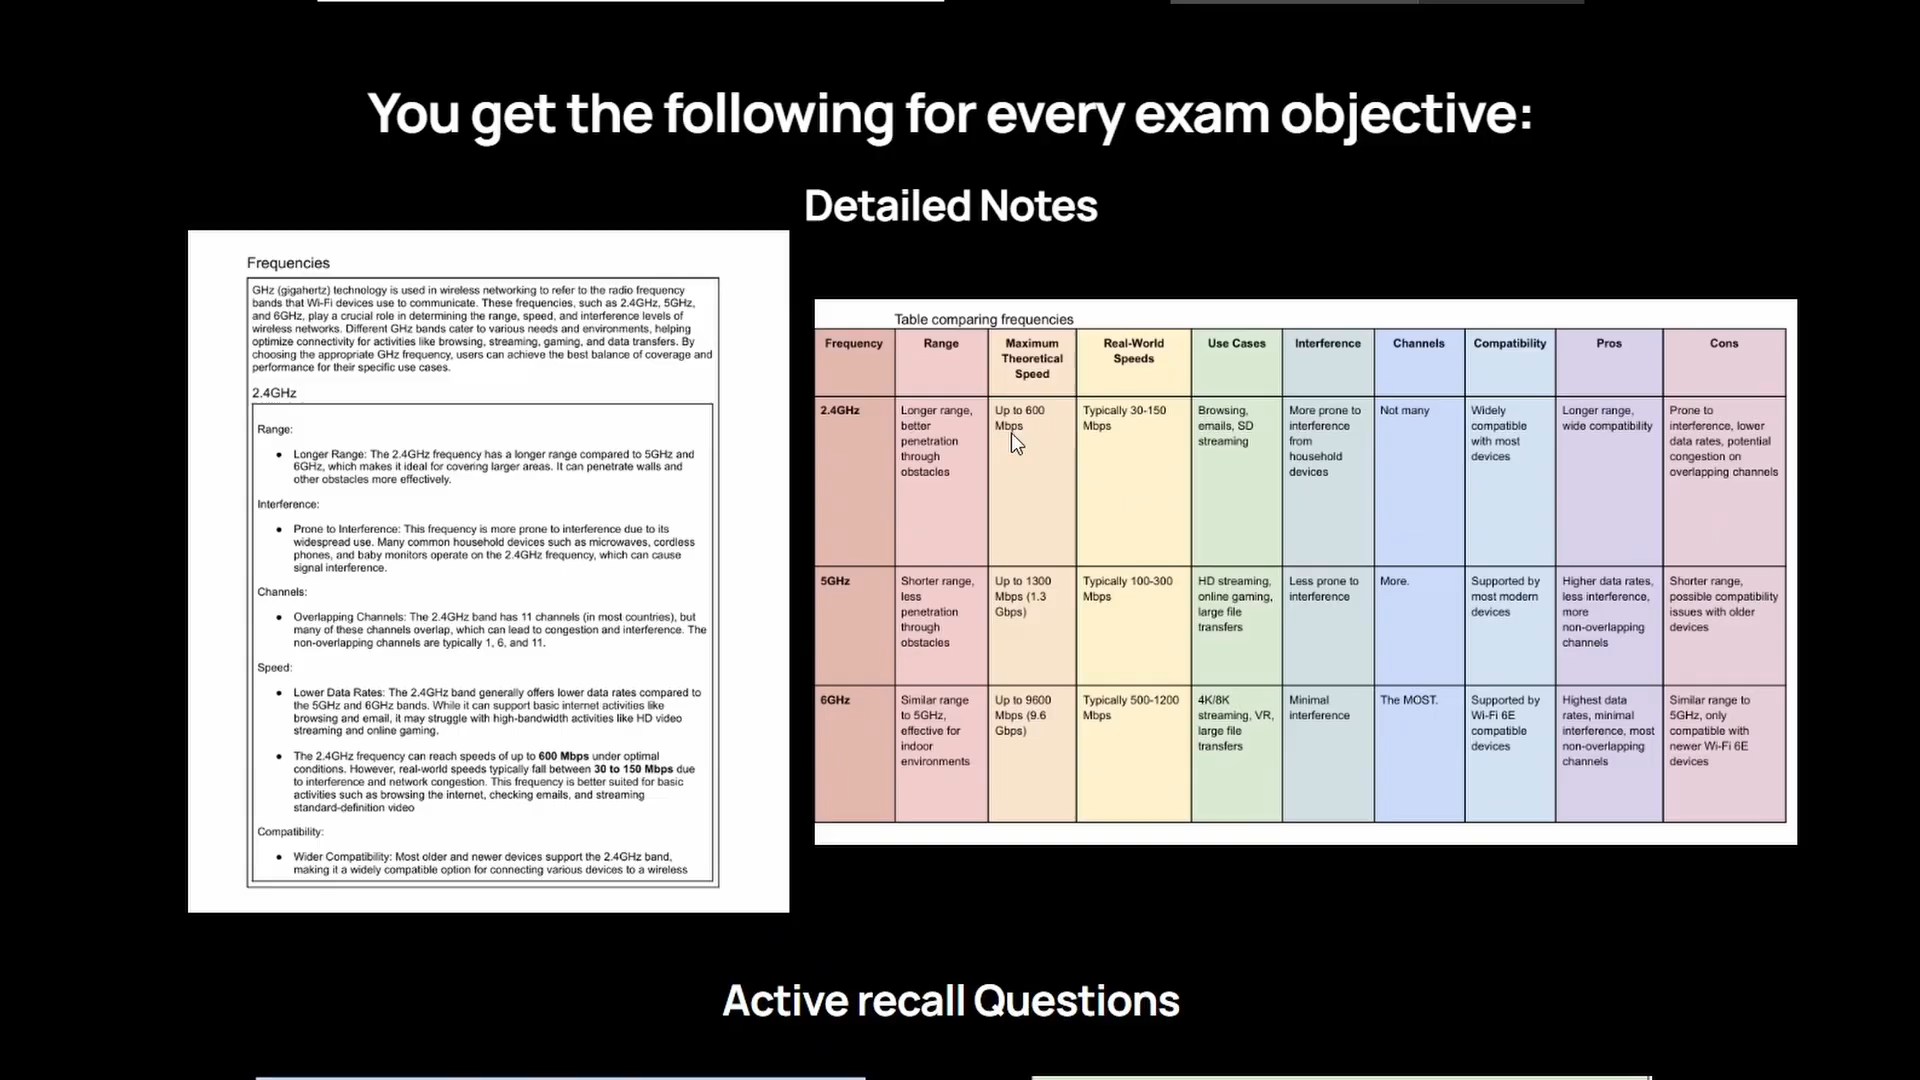 You get the following for every exam objective:
Detailed Notes
Frequencies
GHz (gigahertz) technology is used in wireless networking to refer to the radio frequency
bands that Wi-Fi devices use to communicate. These frequencies, such as 2.4GHz, 5GHz,
and 6GHz, play a crucial role in determining the range, speed, and interference levels of
wireless networks. Different GHz bands cater to various needs and environments, helping
optimize connectivity for activities like browsing, streaming, gaming, and data transfers. By
choosing the appropriate GHz frequency, users can achieve the best balance of coverage and
performance for their specific use cases.
2.4GHz
Range:
● Longer Range: The 2.4GHz frequency has a longer range compared to 5GHz and
6GHz, which makes it ideal for covering larger areas. It can penetrate walls and
other obstacles more effectively.
Interference:
● Prone to Interference: This frequency is more prone to interference due to its
widespread use. Many common household devices such as microwaves, cordless
phones, and baby monitors operate on the 2.4GHz frequency, which can cause
signal interference.
Channels:
● Overlapping Channels: The 2.4GHz band has 11 channels (in most countries), but
many of these channels overlap, which can lead to congestion and interference. The
non-overlapping channels are typically 1, 6, and 11.
Speed:
● Lower Data Rates: The 2.4GHz band generally offers lower data rates compared to
the 5GHz and 6GHz bands. While it can support basic internet activities like
browsing and email, it may struggle with high-bandwidth activities like HD video
streaming and online gaming.
● The 2.4GHz frequency can reach speeds of up to 600 Mbps under optimal
conditions. However, real-world speeds typically fall between 30 to 150 Mbps due
to interference and network congestion. This frequency is better suited for basic
activities such as browsing the internet, checking emails, and streaming
standard-definition video
Compatibility:
● Wider Compatibility: Most older and newer devices support the 2.4GHz band,
making it a widely compatible option for connecting various devices to a wireless
Table comparing frequencies
Frequency
Range
Maximum
Theoretical
Speed
Real-World
Speeds
Use Cases
Interference
Channels
Compatibility
Pros
Cons
2.4GHz
Longer range,
better
penetration
through
obstacles
Up to 600
Mbps
Typically 30-150
Mbps
Browsing,
emails, SD
streaming
More prone to
interference
from
household
devices
Not many
Widely
compatible
with most
devices
Longer range,
wide compatibility
Prone to
interference, lower
data rates, potential
congestion on
overlapping channels
5GHz
Shorter range,
less
penetration
through
obstacles
Up to 1300
Mbps (1.3
Gbps)
Typically 100-300
Mbps
HD streaming,
online gaming,
large file
transfers
Less prone to
interference
More.
Supported by
most modern
devices
Higher data rates,
less interference,
more
non-overlapping
channels
Shorter range,
possible compatibility
issues with older
devices
6GHz
Similar range
to 5GHz,
effective for
indoor
environments
Up to 9600
Mbps (9.6
Gbps)
Typically 500-1200
Mbps
4K/8K
streaming, VR,
large file
transfers
Minimal
interference
The MOST.
Supported by
Wi-Fi 6E
compatible
devices
Highest data
rates, minimal
interference, most
non-overlapping
channels
Similar range to
5GHz, only
compatible with
newer Wi-Fi 6E
devices
Active recall Questions